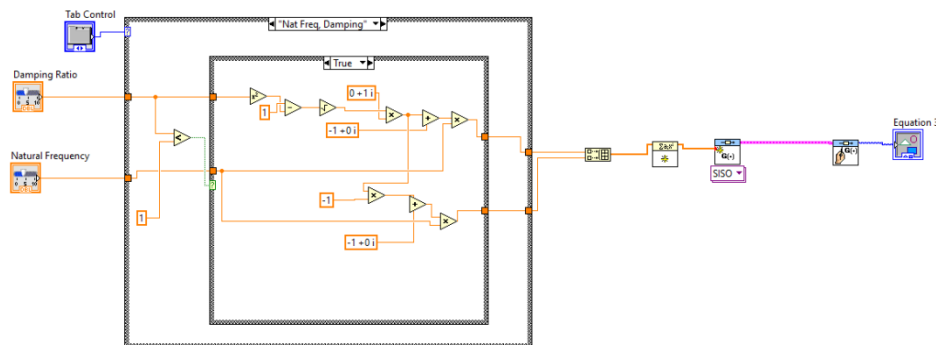 Tab Control
"Nat Freq, Damping"
Damping Ratio
True
0 +1 i
1
-1 +0 i
Natural Frequency
-1
1
-1 +0 i
Equation 3
SISO
G(·)
G(·)